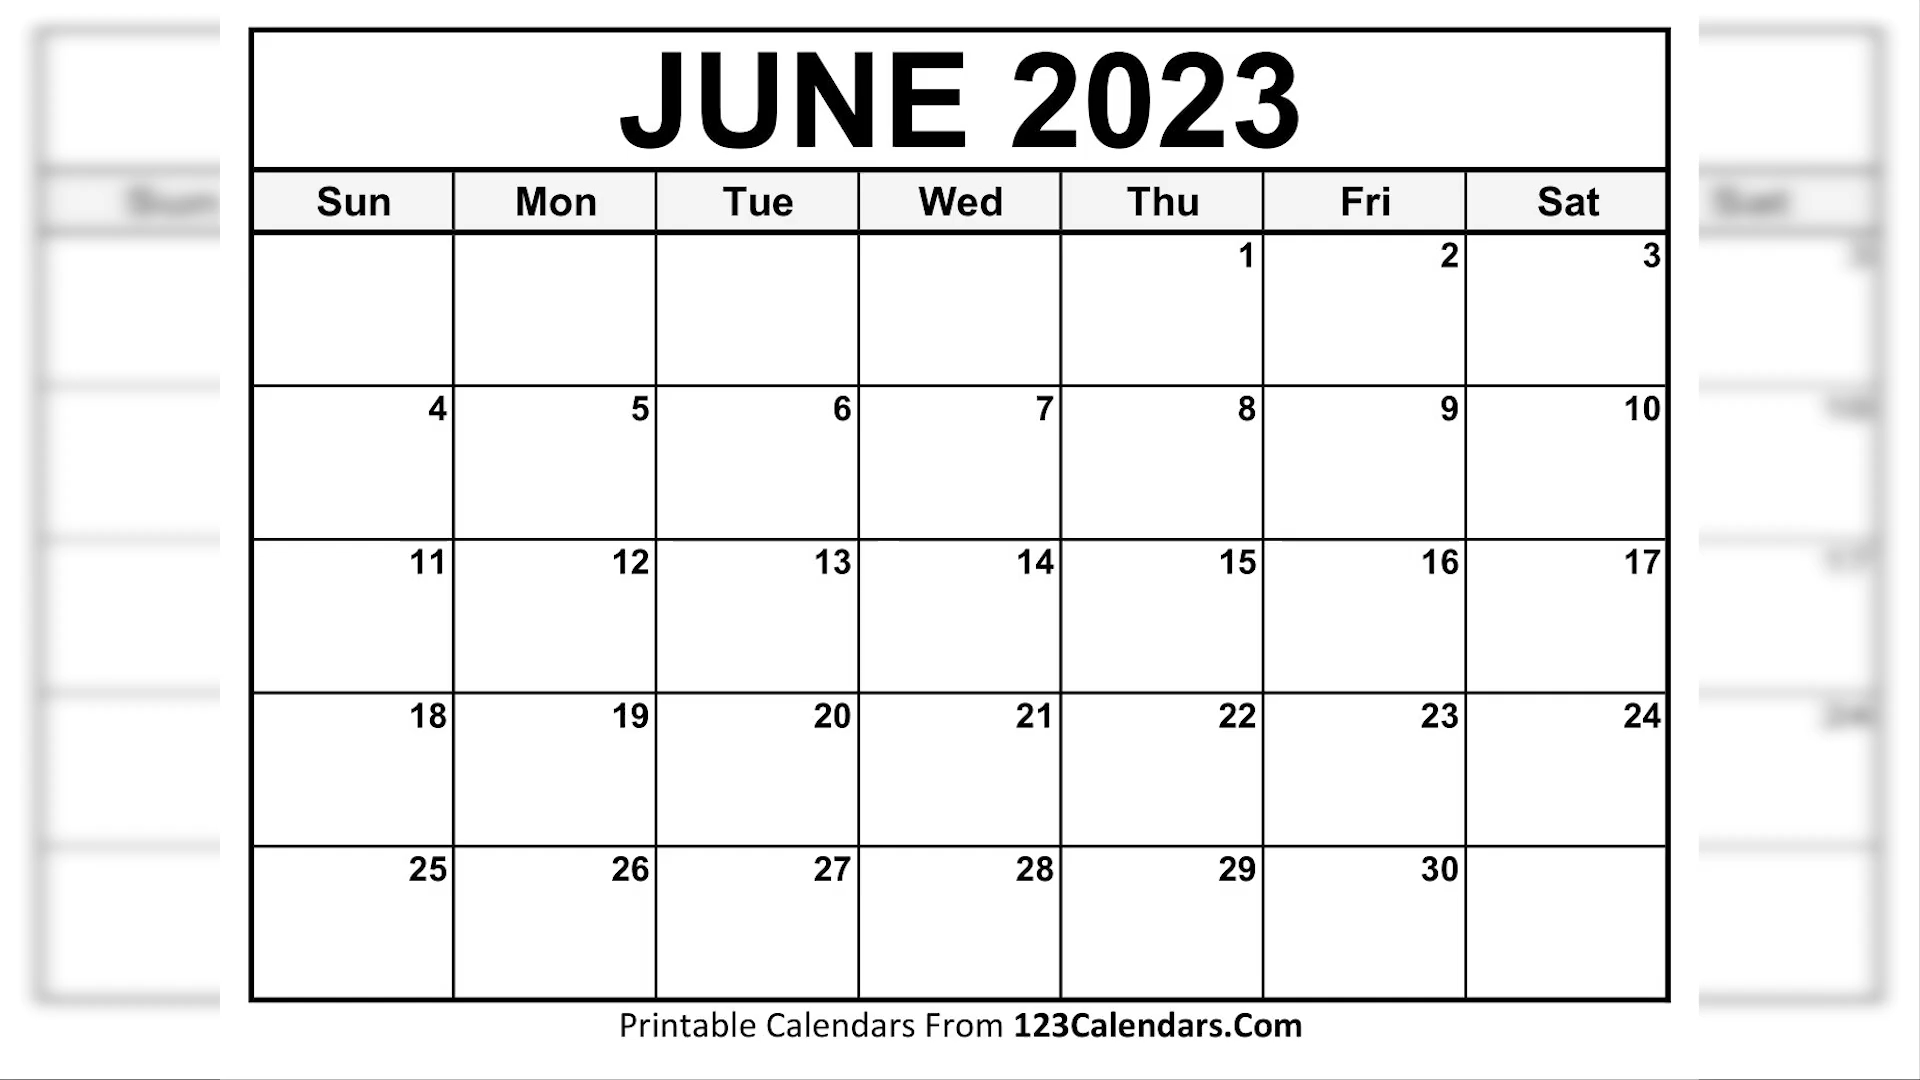 JUNE 2023
Sun Mon Tue Wed Thu Fri Sat
1 2 3
4 5 6 7 8 9 10
11 12 13 14 15 16 17
18 19 20 21 22 23 24
25 26 27 28 29 30
Printable Calendars From 123Calendars.Com